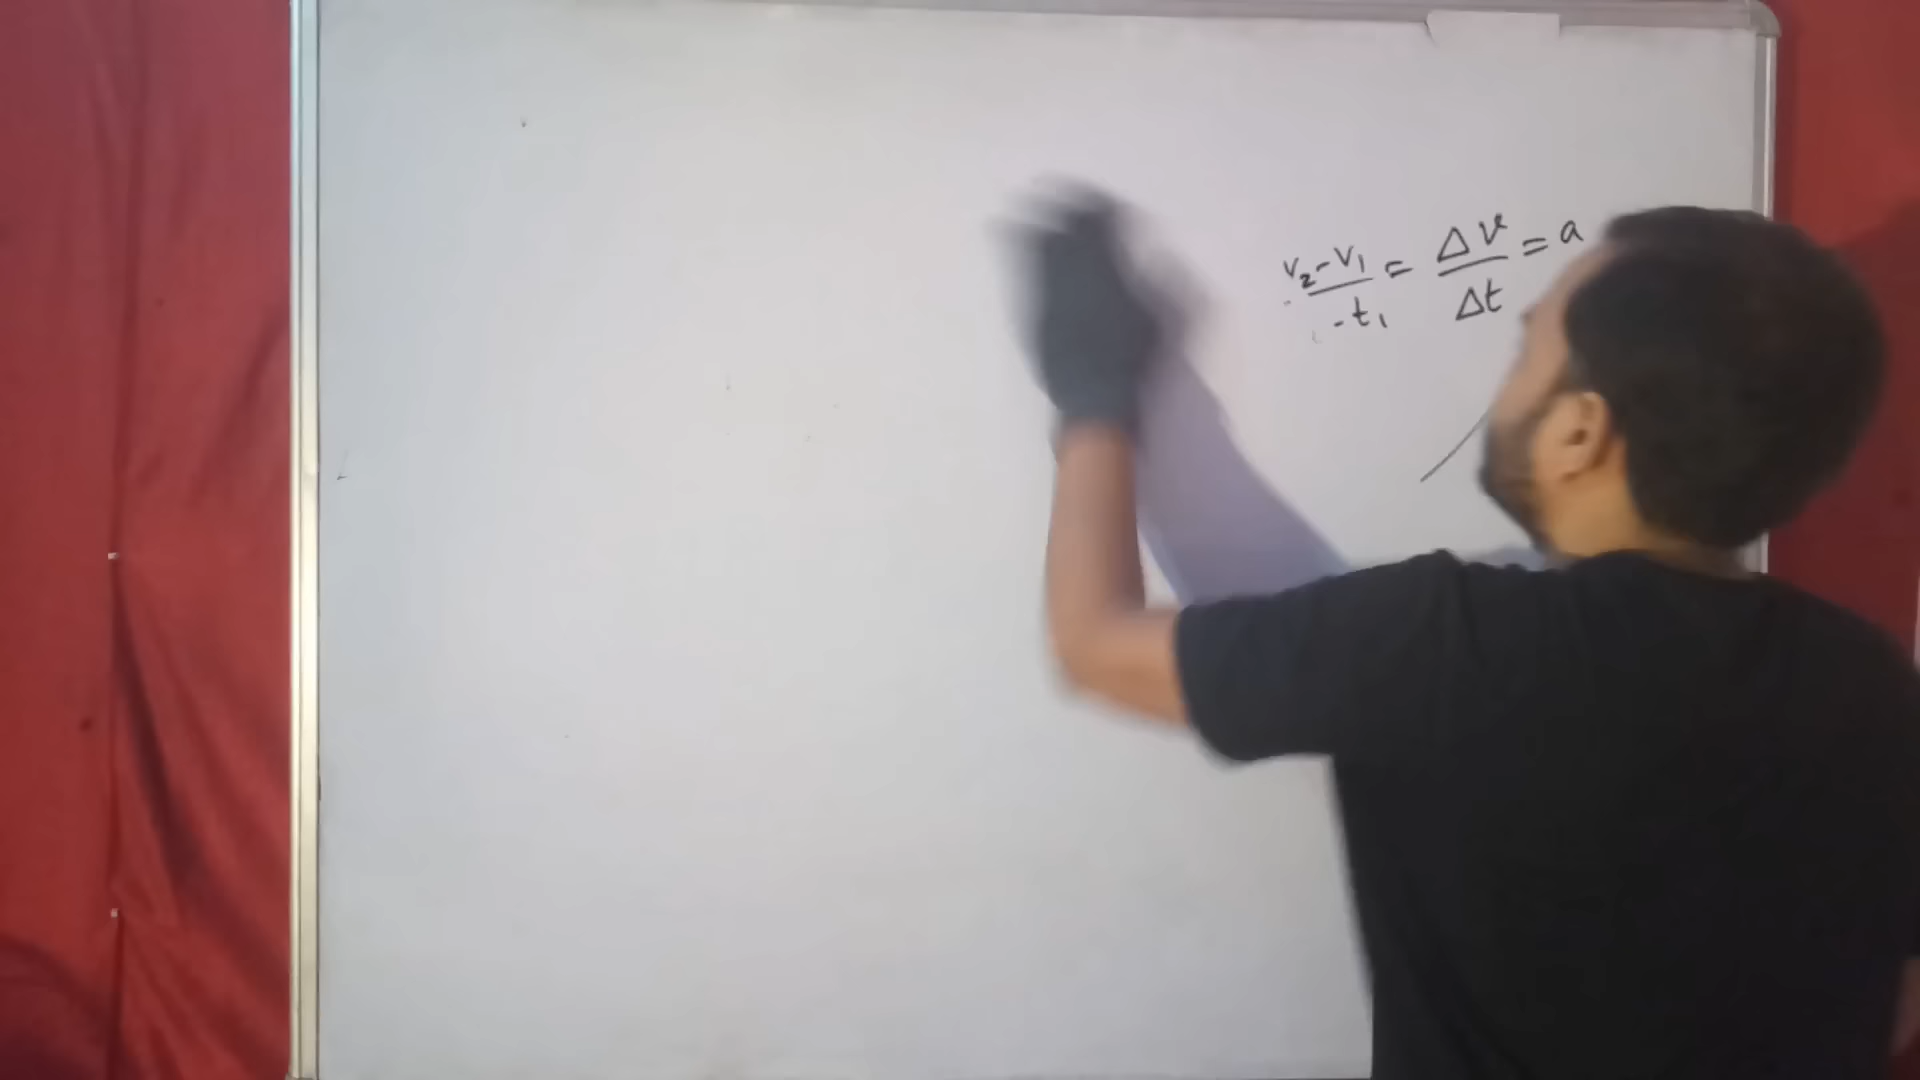 v₂-v₁ / -t₁ = Δv / Δt = a